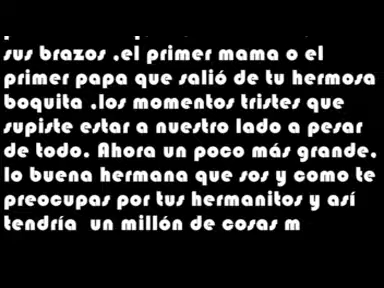 sus brazos ,el primer mama o el
primer papa que salió de tu hermosa
boquita ,los momentos tristes que
supiste estar a nuestro lado a pesar
de todo. Ahora un poco más grande,
lo buena hermana que sos y como te
preocupas por tus hermanitos y así
tendría un millón de cosas m